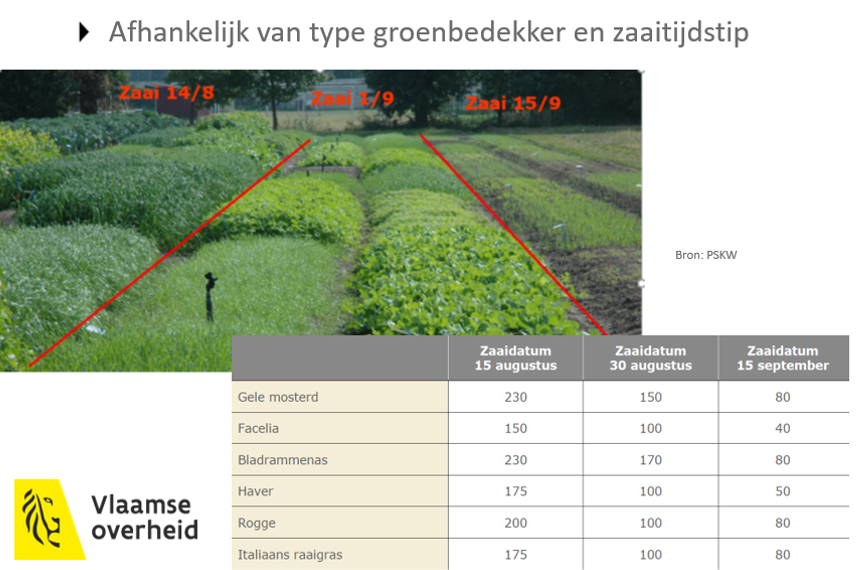 Afhankelijk van type groenbedekker en zaaitijdstip
Zaai 14/8
Zaai 1/9
Zaai 15/9
Bron: PSKW
Zaaidatum 15 augustus
Zaaidatum 30 augustus
Zaaidatum 15 september
Gele mosterd 230 150 80
Facelia 150 100 40
Bladrammenas 230 170 80
Haver 175 100 50
Rogge 200 100 80
Italiaans raaigras 175 100 80
Vlaamse
overheid